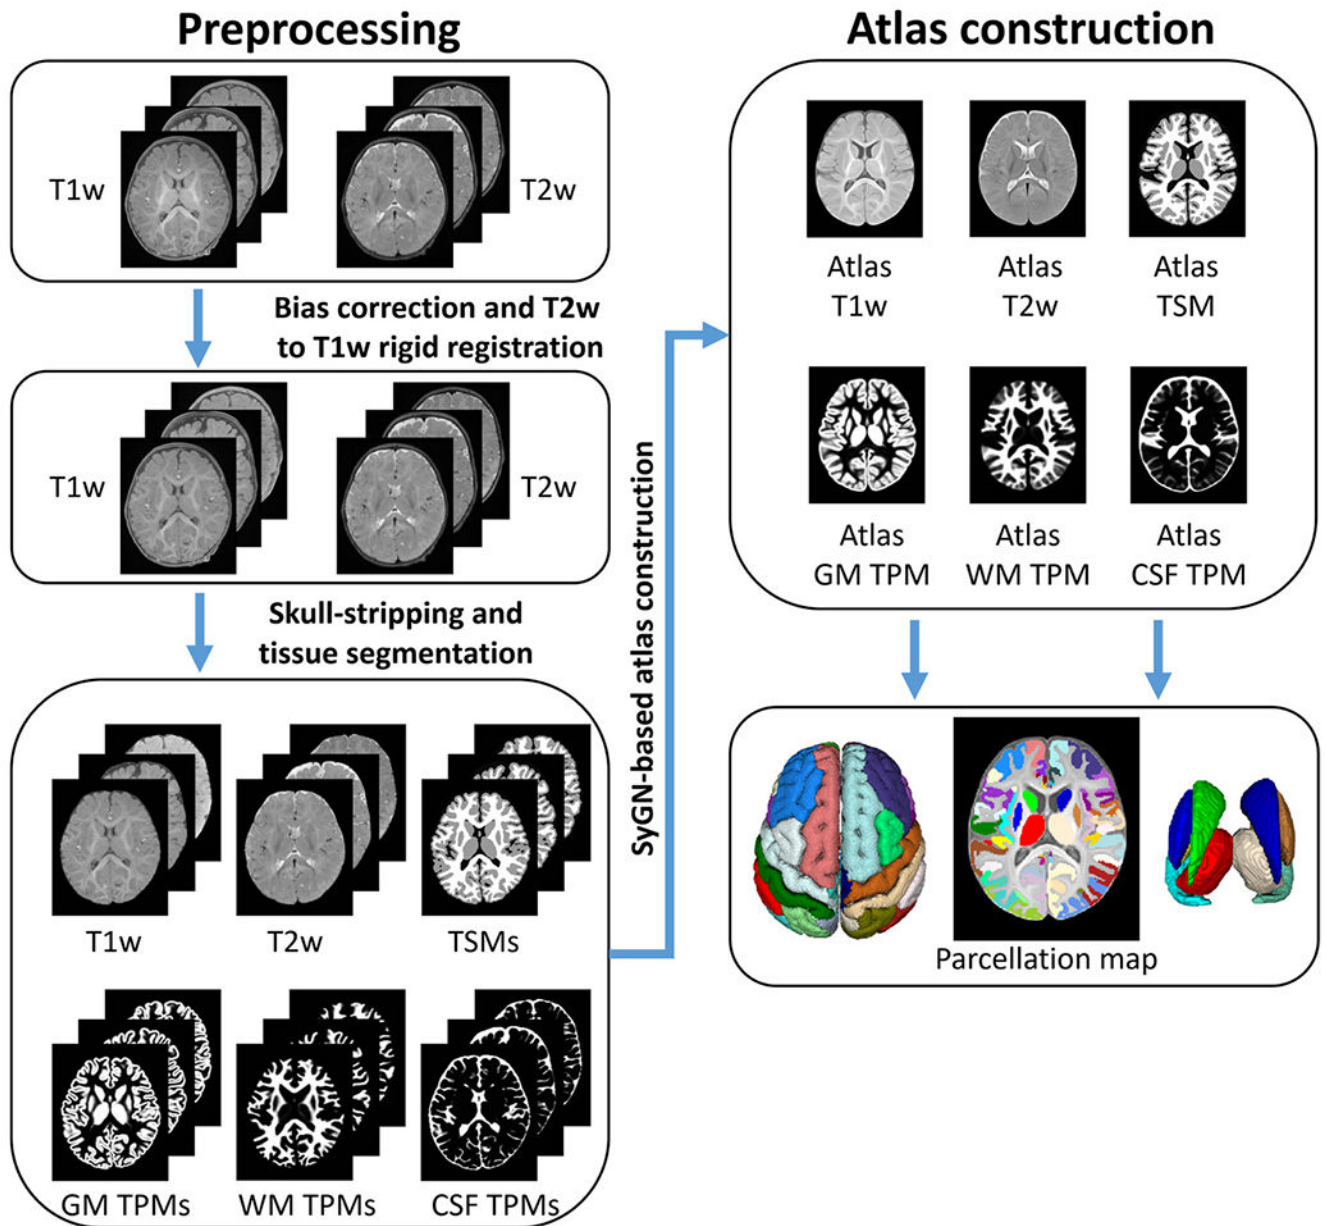 Preprocessing
T1w
T2w
Bias correction and T2w
to T1w rigid registration
T1w
T2w
Skull-stripping and
tissue segmentation
T1w
T2w
TSMs
GM TPMs
WM TPMs
CSF TPMs
SyGN-based atlas construction
Atlas construction
Atlas
T1w
Atlas
T2w
Atlas
TSM
Atlas
GM TPM
Atlas
WM TPM
Atlas
CSF TPM
Parcellation map